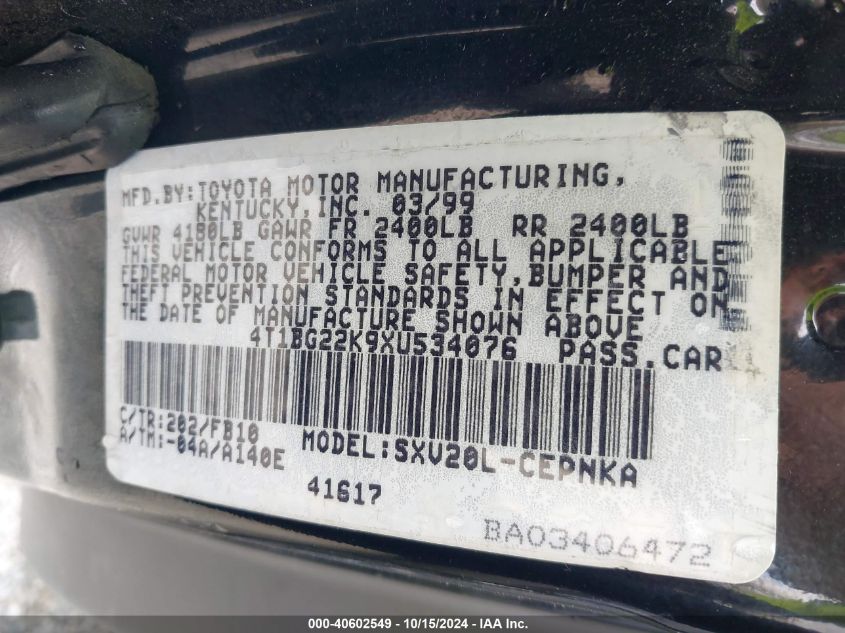 MFD.BY:TOYOTA MOTOR MANUFACTURING,
KENTUCKY,INC. 03/99
GVWR 4180LB GAWR FR 2400LB RR 2400LB
THIS VEHICLE CONFORMS TO ALL APPLICABLE
FEDERAL MOTOR VEHICLE SAFETY,BUMPER AND
THEFT PREVENTION STANDARDS IN EFFECT ON
THE DATE OF MANUFACTURE SHOWN ABOVE
4T1BG22K9XU534076 PASS.CAR
C/TR:202/FB10
A/TM:-04A/A140E
MODEL:SXV20L-CEPNKA
41617
BA03406472
000-40602549 - 10/15/2024 - IAA Inc.